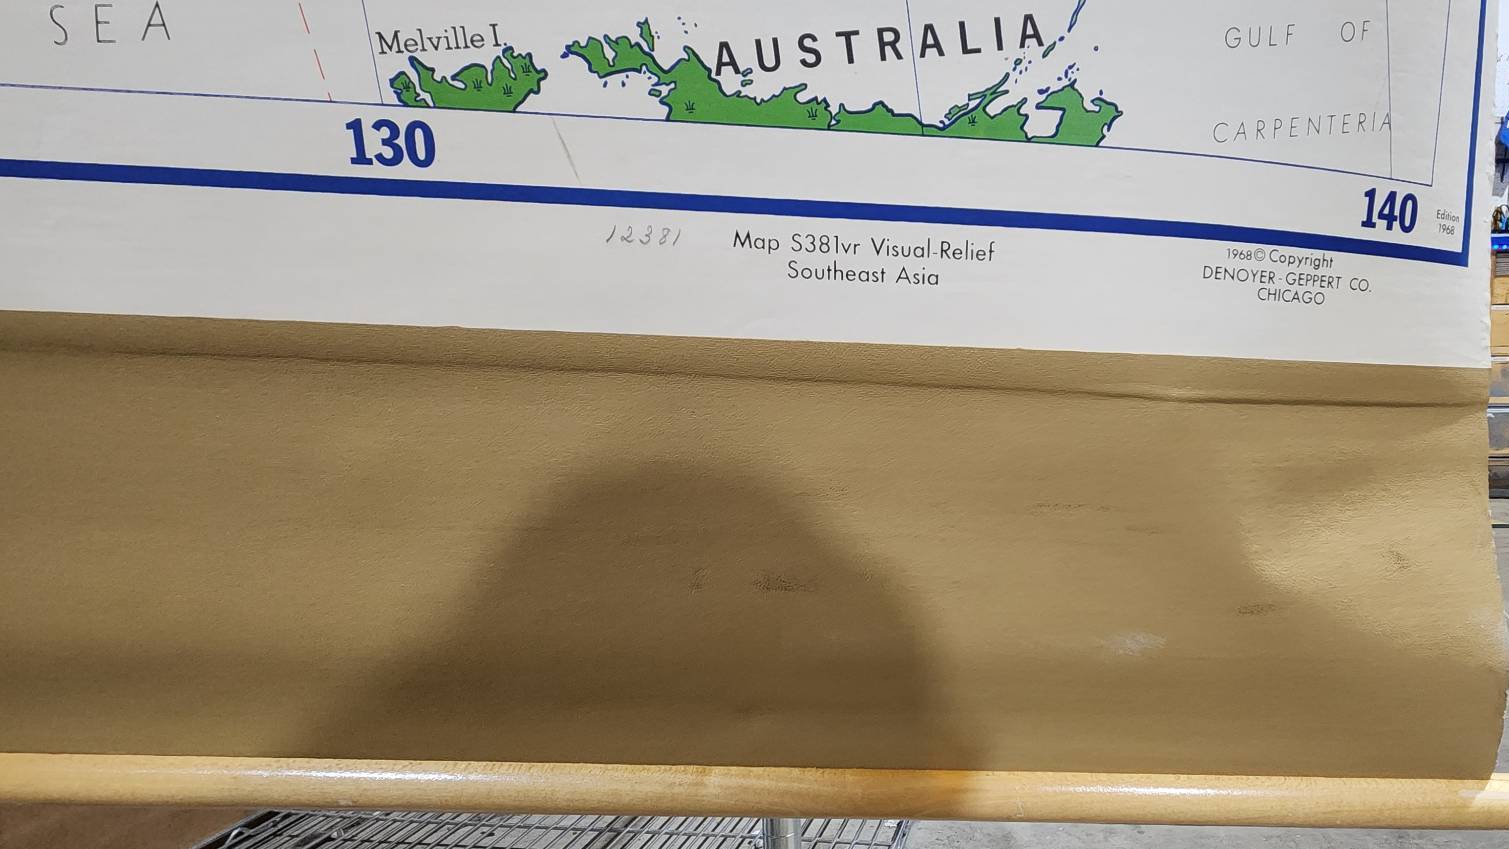 SEA
Melville I.
AUSTRALIA
GULF OF
CARPENTERIA
130
140
Edition
1968
12381
Map S381vr Visual-Relief
Southeast Asia
1968© Copyright
DENOYER-GEPPERT CO.
CHICAGO